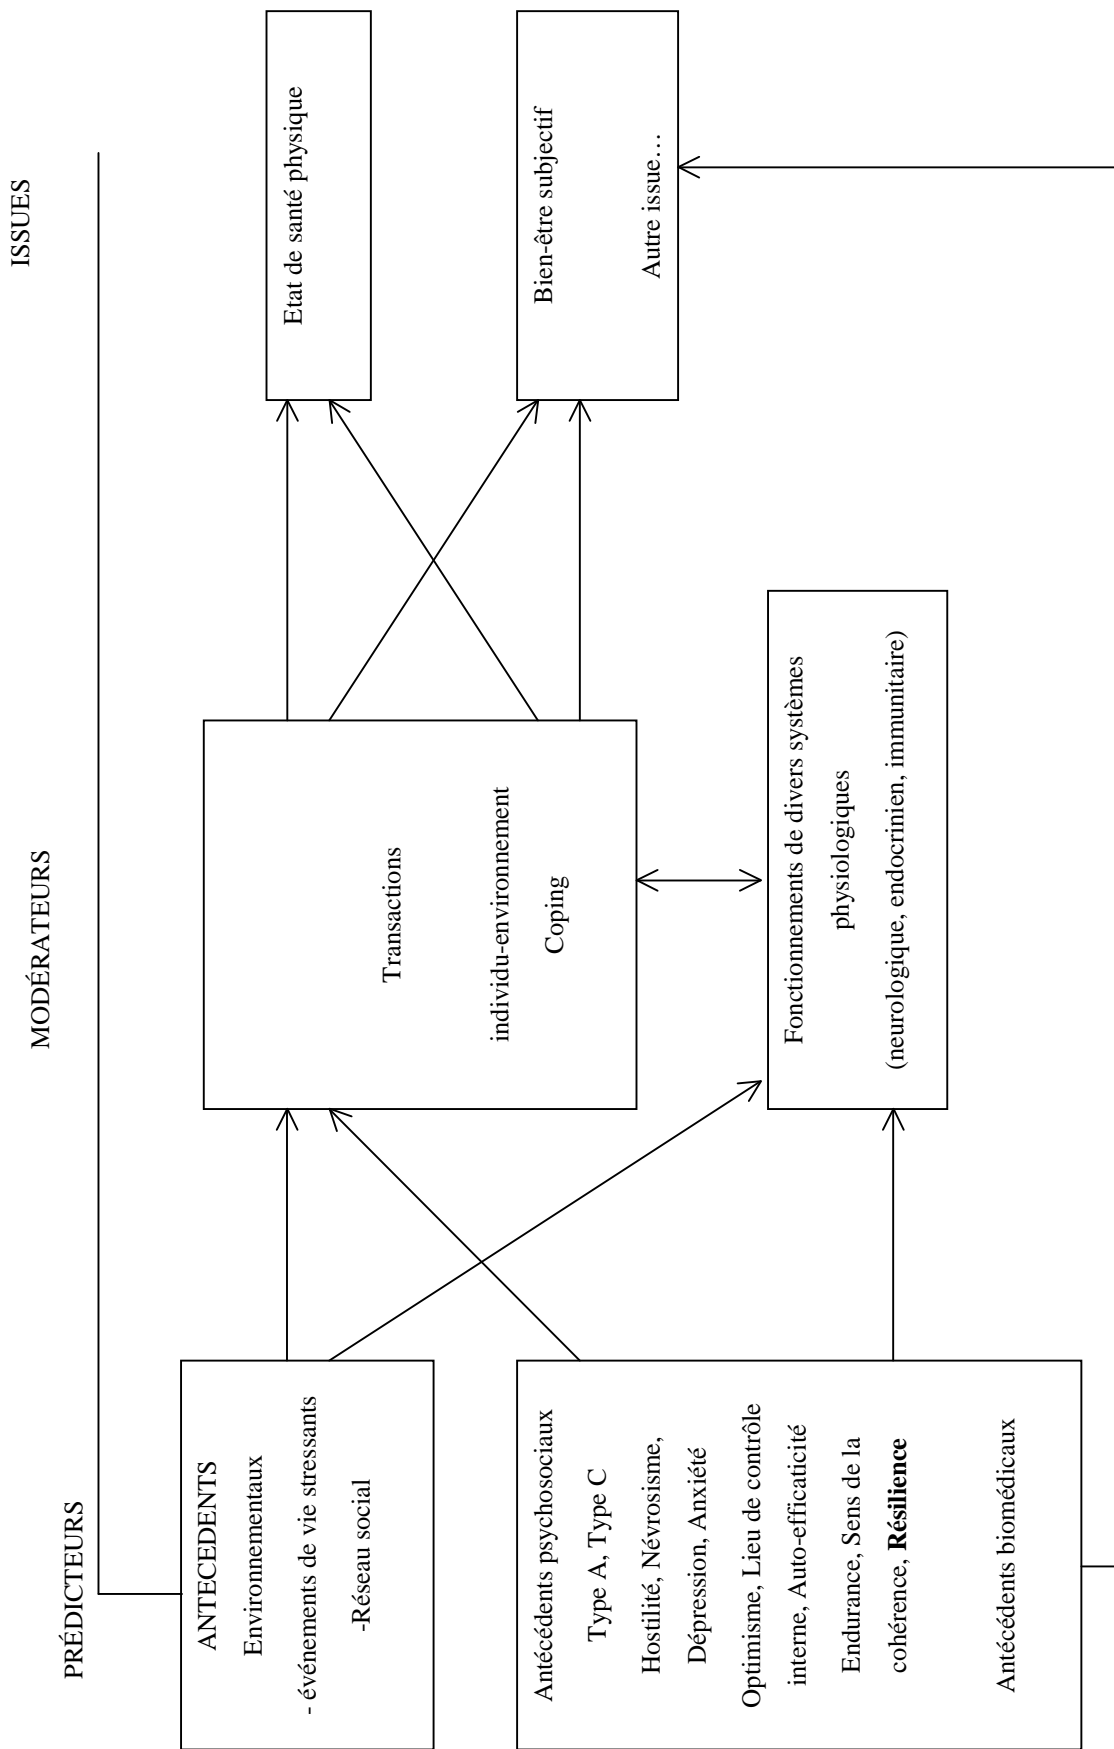 PRÉDICTEURS
MODÉRATEURS
ISSUES
ANTECEDENTS
Environnementaux
- événements de vie stressants
-Réseau social
Antécédents psychosociaux
Type A, Type C
Hostilité, Névrosisme,
Dépression, Anxiété
Optimisme, Lieu de contrôle
interne, Auto-efficaticité
Endurance, Sens de la
cohérence, Résilience
Antécédents biomédicaux
Transactions
individu-environnement
Coping
Fonctionnements de divers systèmes
physiologiques
(neurologique, endocrinien, immunitaire)
Etat de santé physique
Bien-être subjectif
Autre issue…